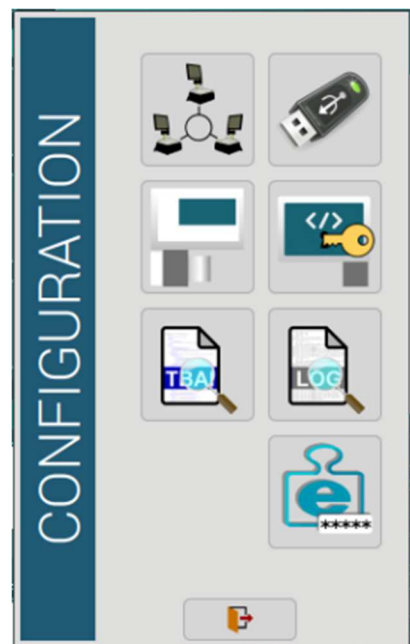 CONFIGURATION
</>
TBAI
LOG
e
*****